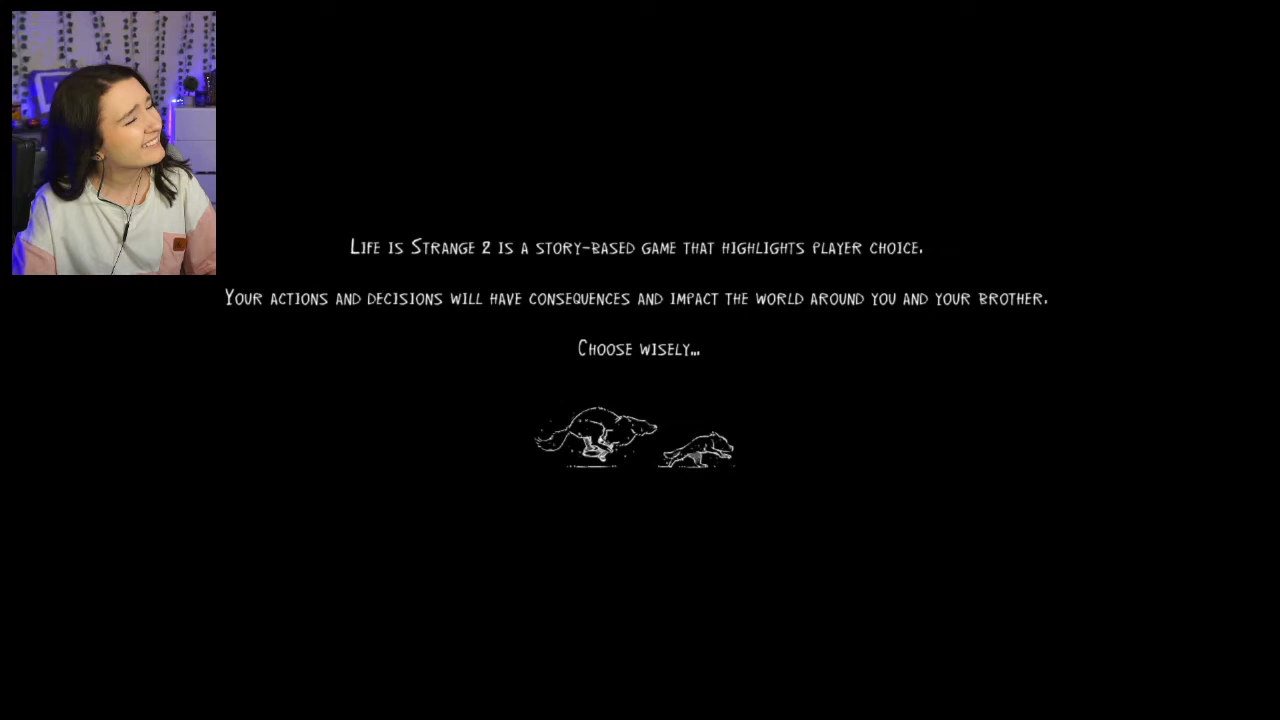 Life is Strange 2 is a story-based game that highlights player choice.
Your actions and decisions will have consequences and impact the world around you and your brother.
Choose wisely...